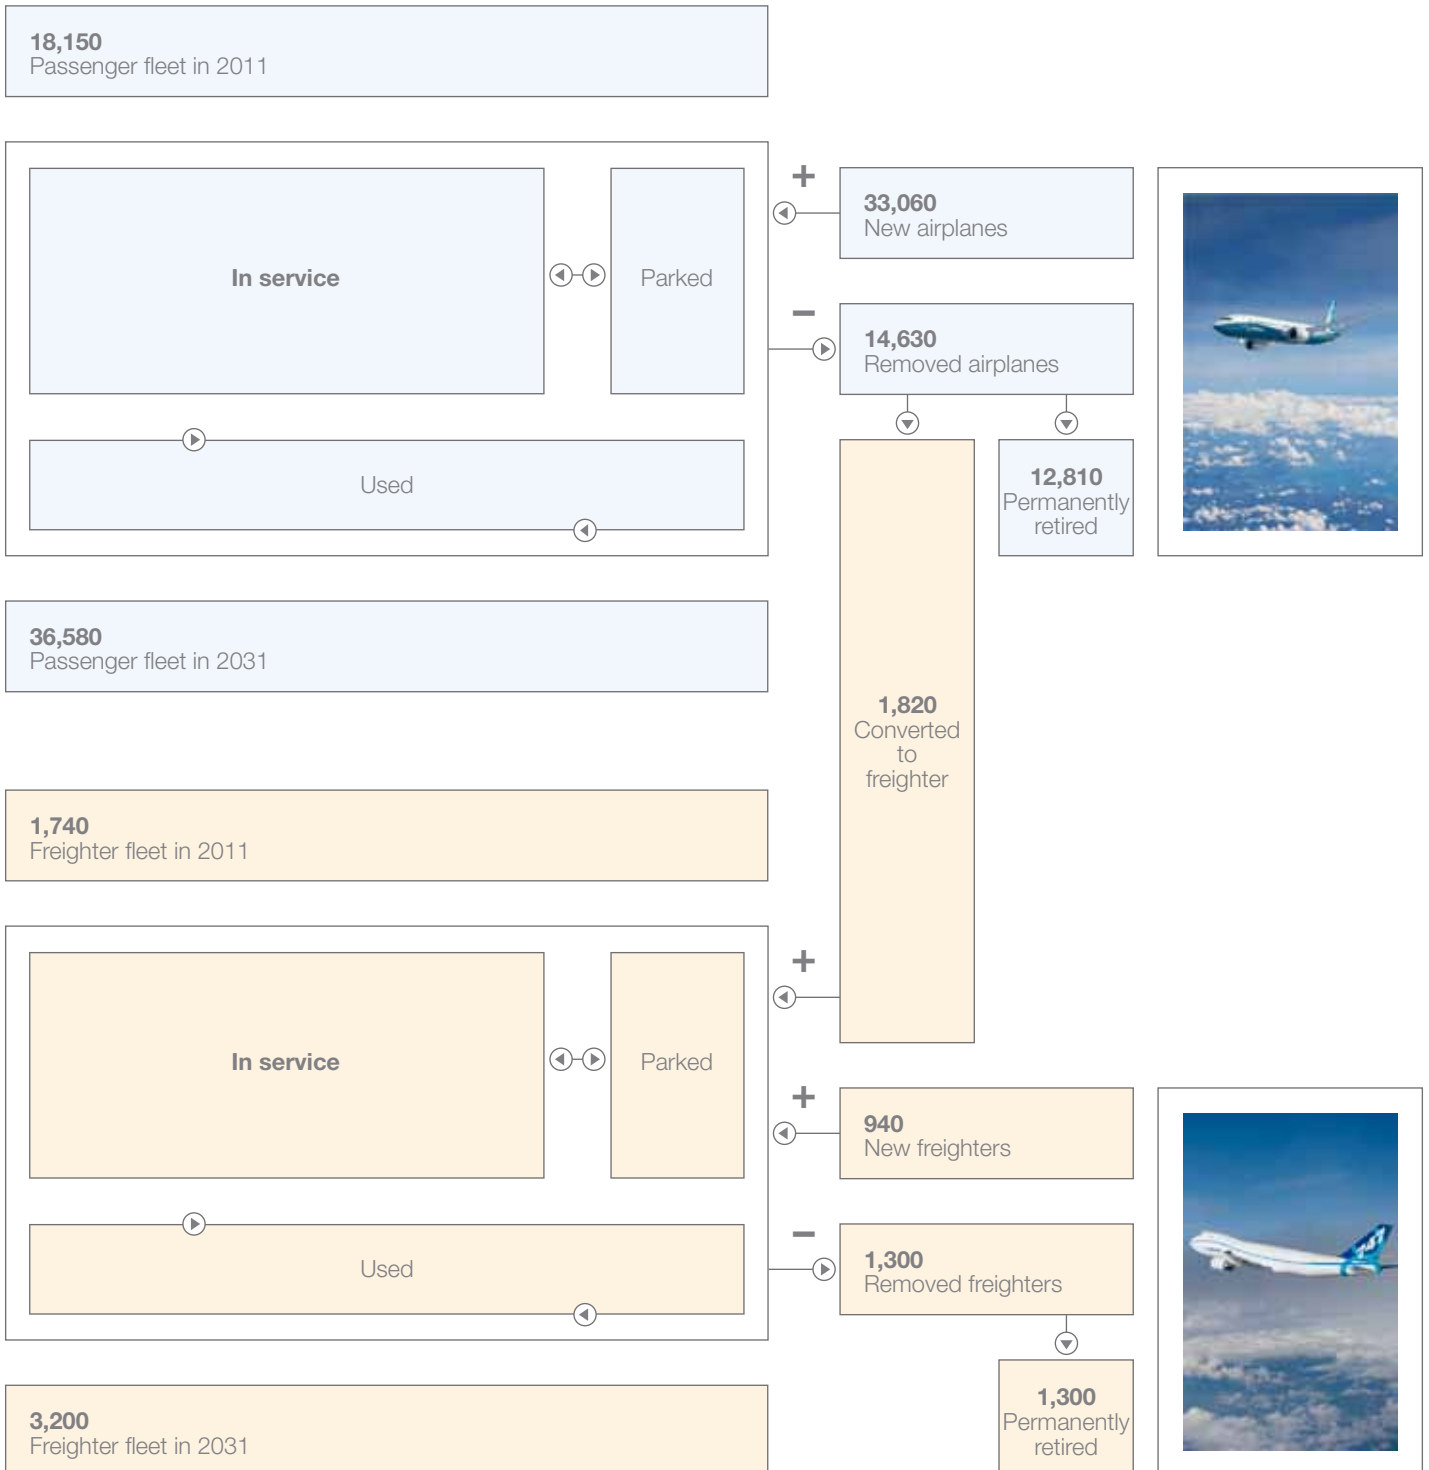 18,150
Passenger fleet in 2011
In service
Parked
Used
+
33,060
New airplanes
−
14,630
Removed airplanes
12,810
Permanently
retired
36,580
Passenger fleet in 2031
1,820
Converted
to
freighter
1,740
Freighter fleet in 2011
In service
Parked
Used
+
+
940
New freighters
−
1,300
Removed freighters
1,300
Permanently
retired
3,200
Freighter fleet in 2031
747